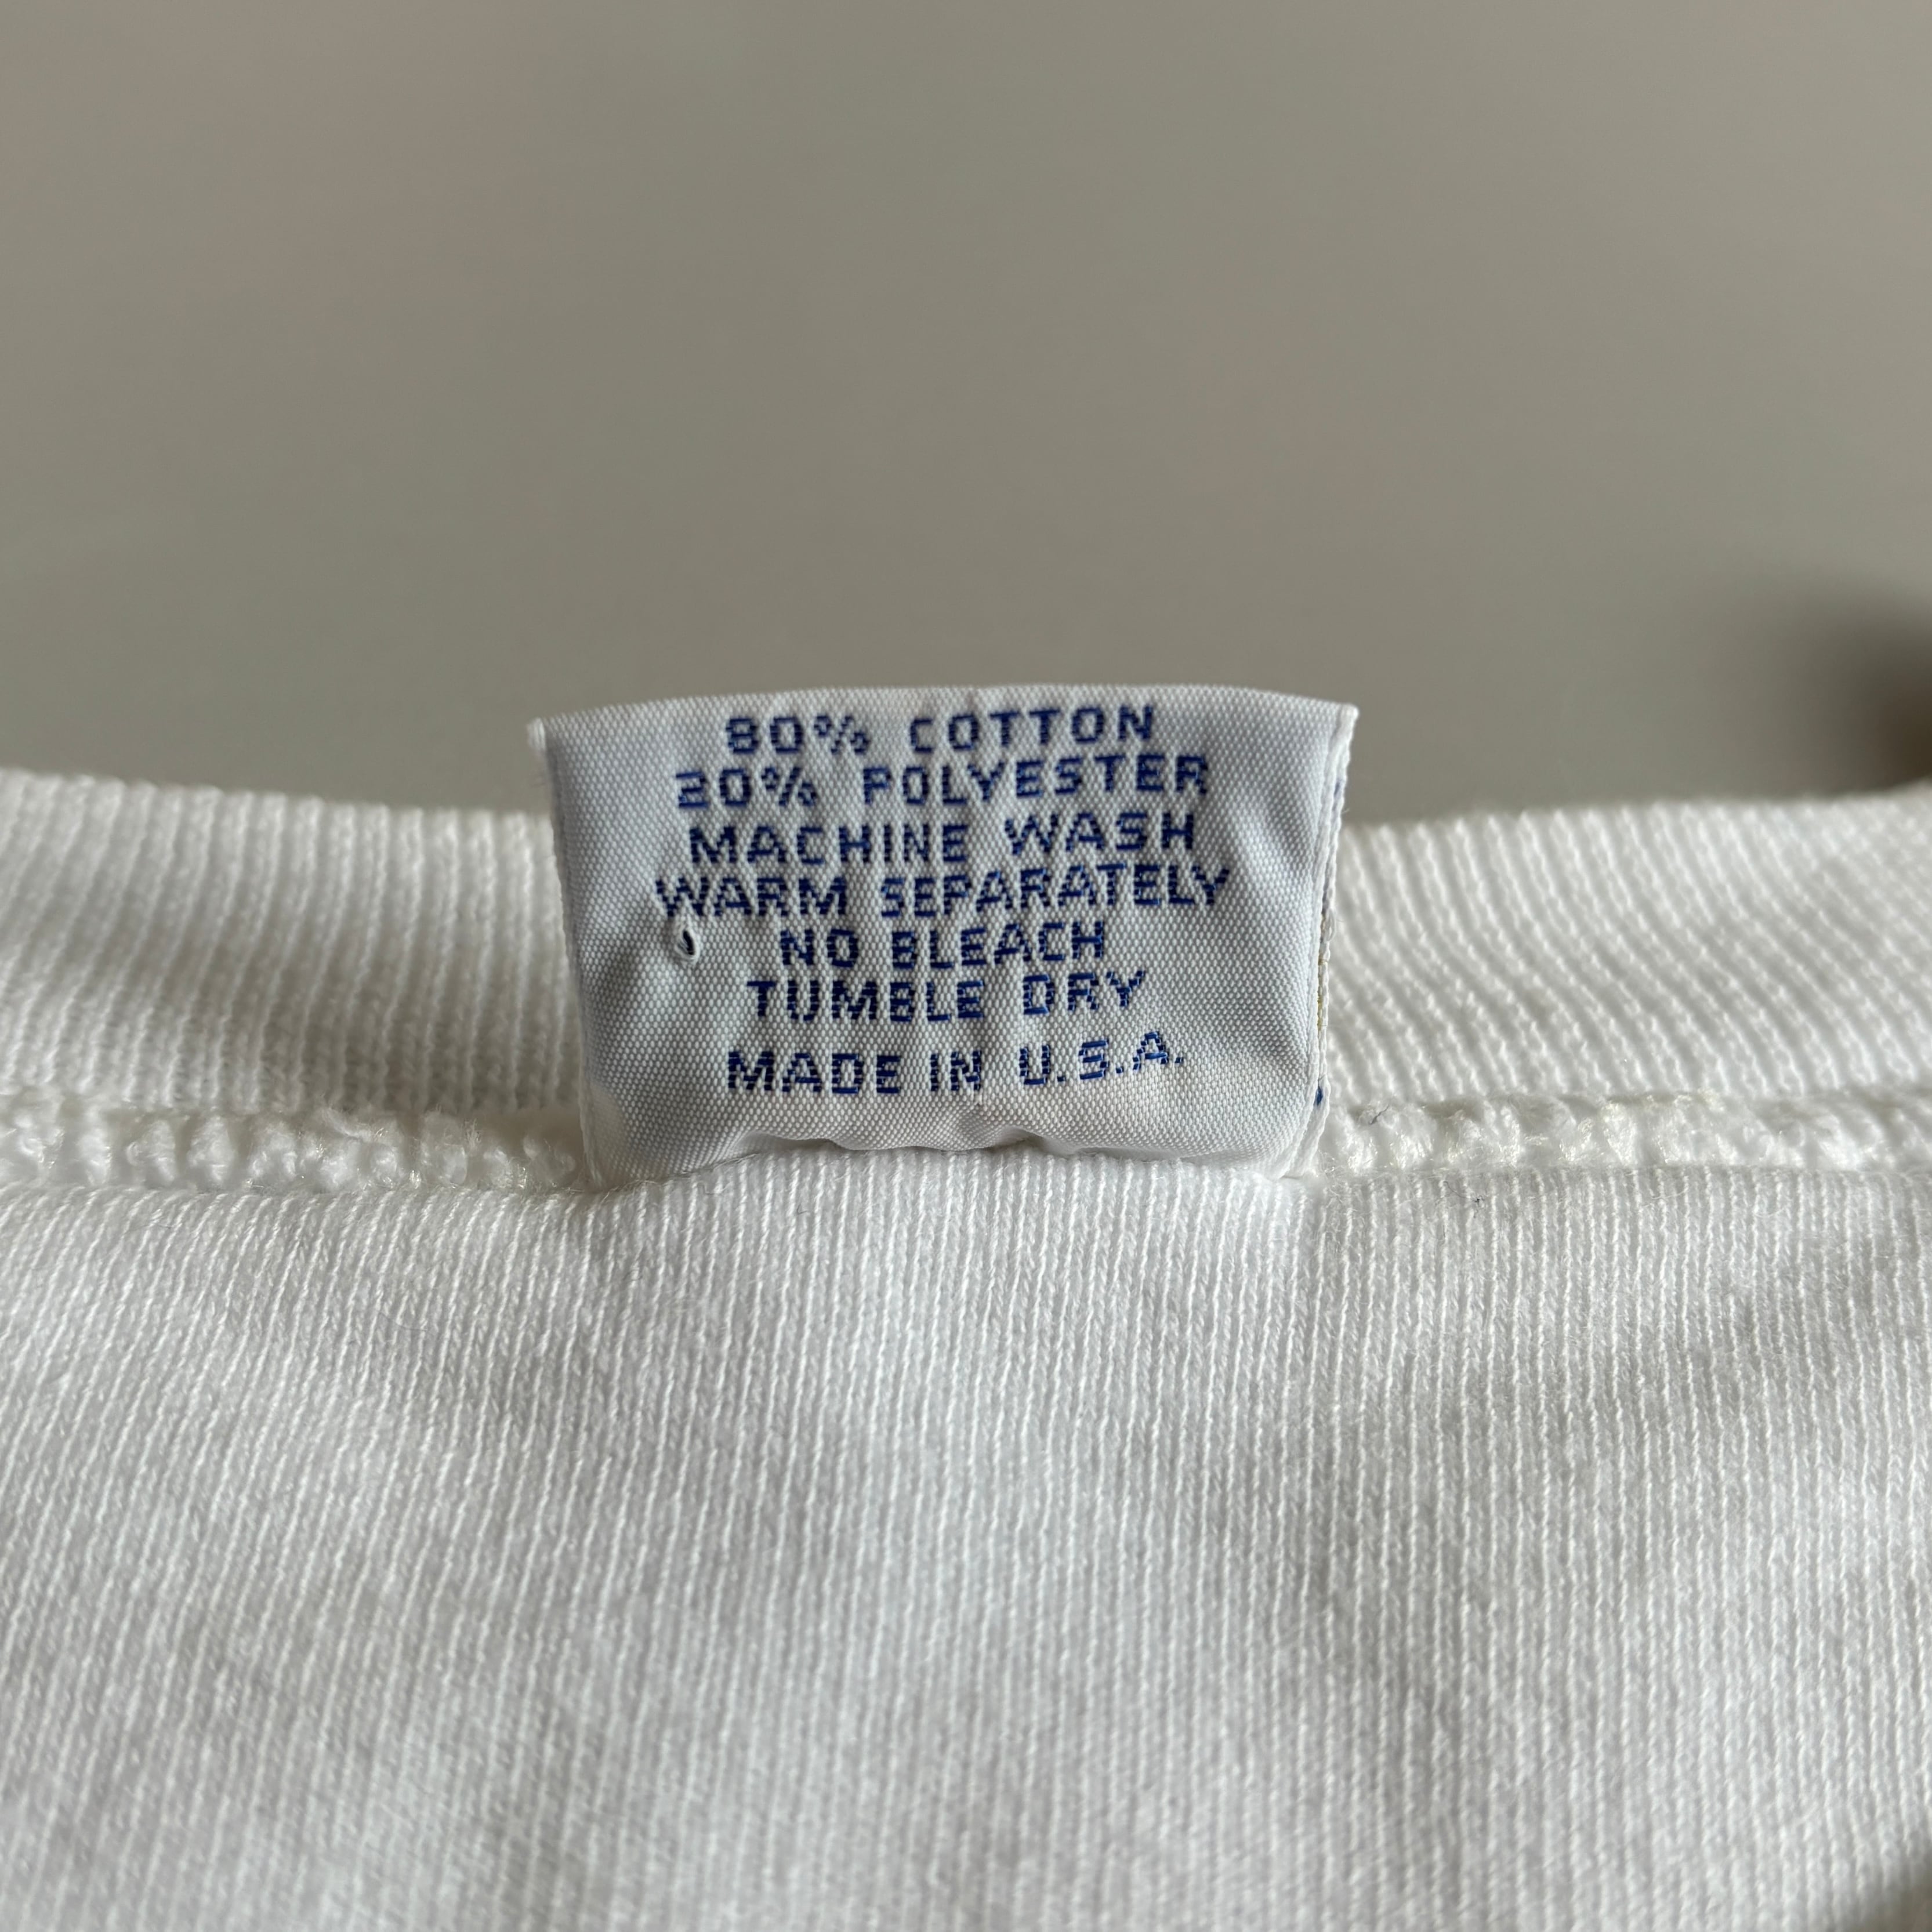 80% COTTON
20% POLYESTER
MACHINE WASH
WARM SEPARATELY
NO BLEACH
TUMBLE DRY
MADE IN U.S.A.